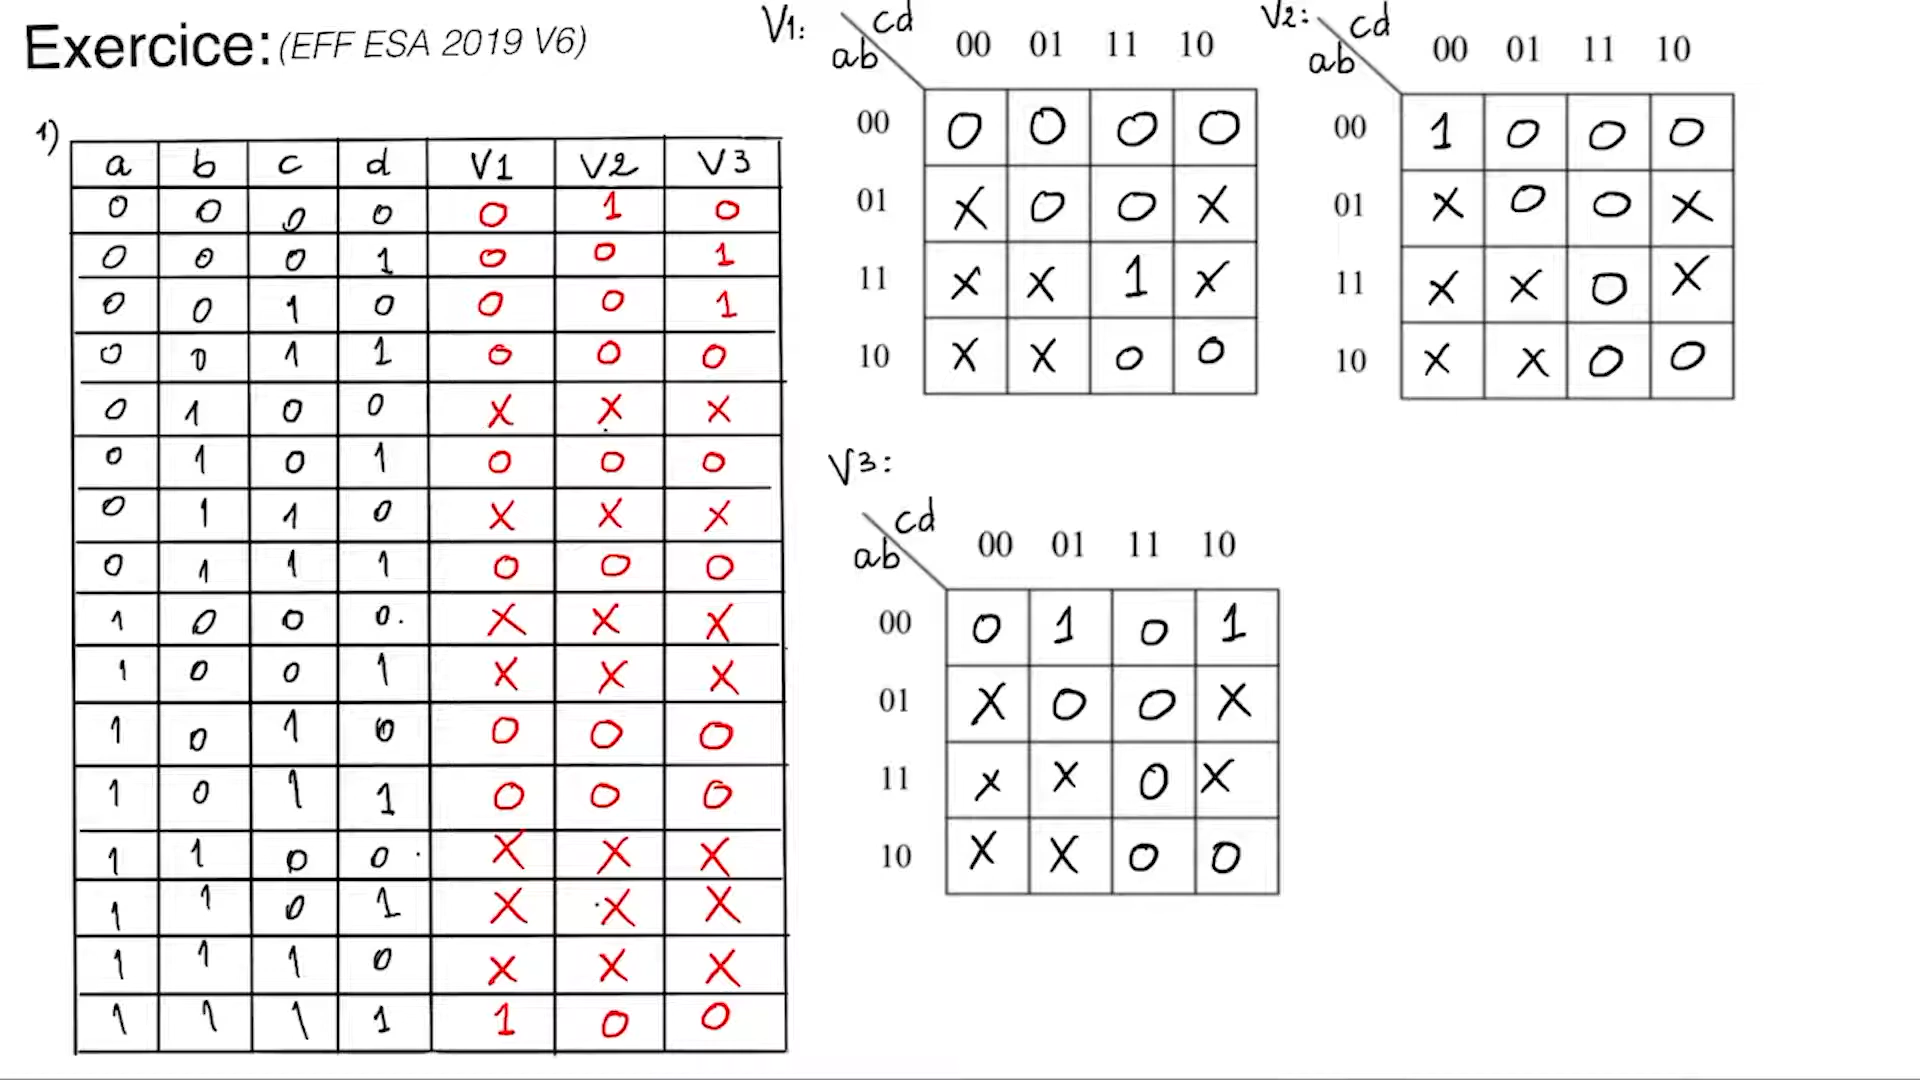 Exercice: (EFF ESA 2019 V6)
1)
a b c d V1 V2 V3
0 0 0 0 0 1 0
0 0 0 1 0 0 1
0 0 1 0 0 0 1
0 0 1 1 0 0 0
0 1 0 0 X X X
0 1 0 1 0 0 0
0 1 1 0 X X X
0 1 1 1 0 0 0
1 0 0 0 X X X
1 0 0 1 X X X
1 0 1 0 0 0 0
1 0 1 1 0 0 0
1 1 0 0 X X X
1 1 0 1 X X X
1 1 1 0 X X X
1 1 1 1 1 0 0
V1:
cd
ab
00 01 11 10
00 0 0 0 0
01 X 0 0 X
11 X X 1 X
10 X X 0 0
V2:
cd
ab
00 01 11 10
00 1 0 0 0
01 X 0 0 X
11 X X 0 X
10 X X 0 0
V3:
cd
ab
00 01 11 10
00 0 1 0 1
01 X 0 0 X
11 X X 0 X
10 X X 0 0